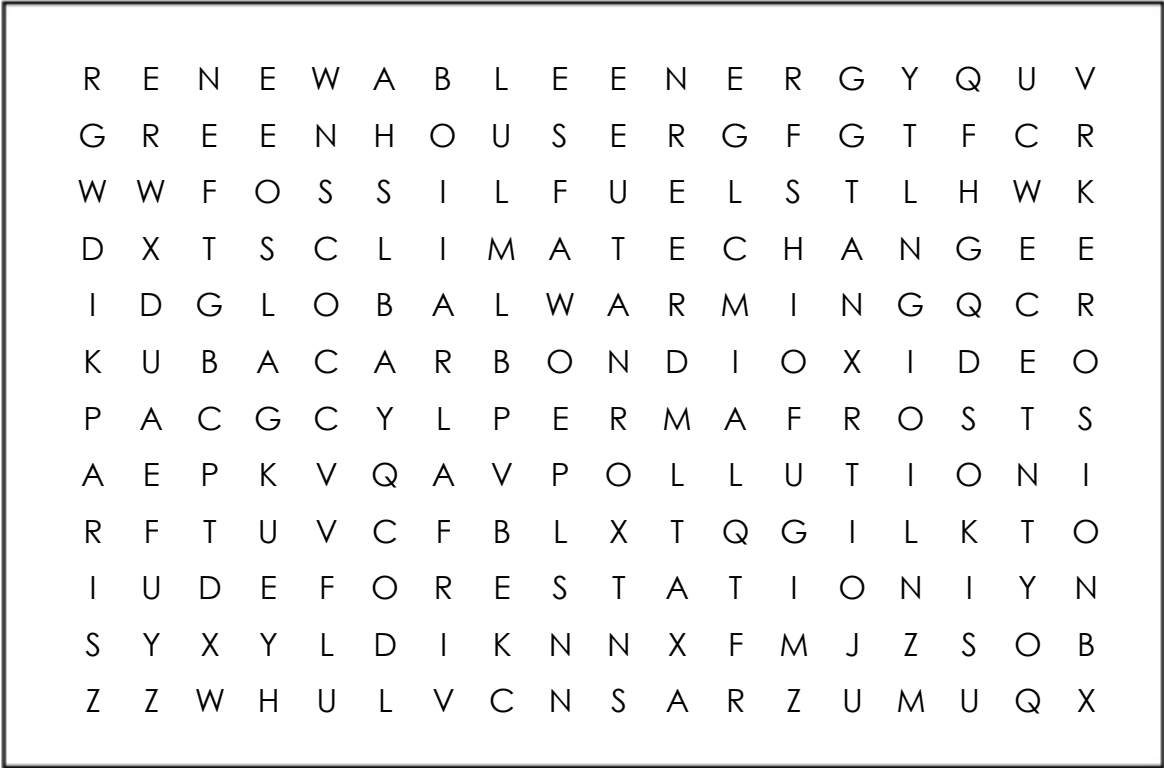 R E N E W A B L E E N E R G Y Q U V
G R E E N H O U S E R G F G T F C R
W W F O S S I L F U E L S T L H W K
D X T S C L I M A T E C H A N G E E
I D G L O B A L W A R M I N G Q C R
K U B A C A R B O N D I O X I D E O
P A C G C Y L P E R M A F R O S T S
A E P K V Q A V P O L L U T I O N I
R F T U V C F B L X T Q G I L K T O
I U D E F O R E S T A T I O N I Y N
S Y X Y L D I K N N X F M J Z S O B
Z Z W H U L V C N S A R Z U M U Q X